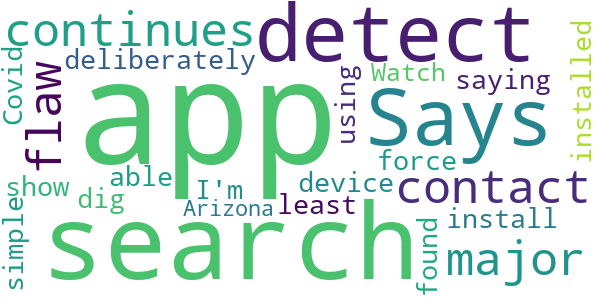 continues
detect
Covid
deliberately
Watch
saying
installed
flaw
app
using
Says
force
contact
show
dig
able
I'm
device
least
Arizona
install
simple
search
found
major